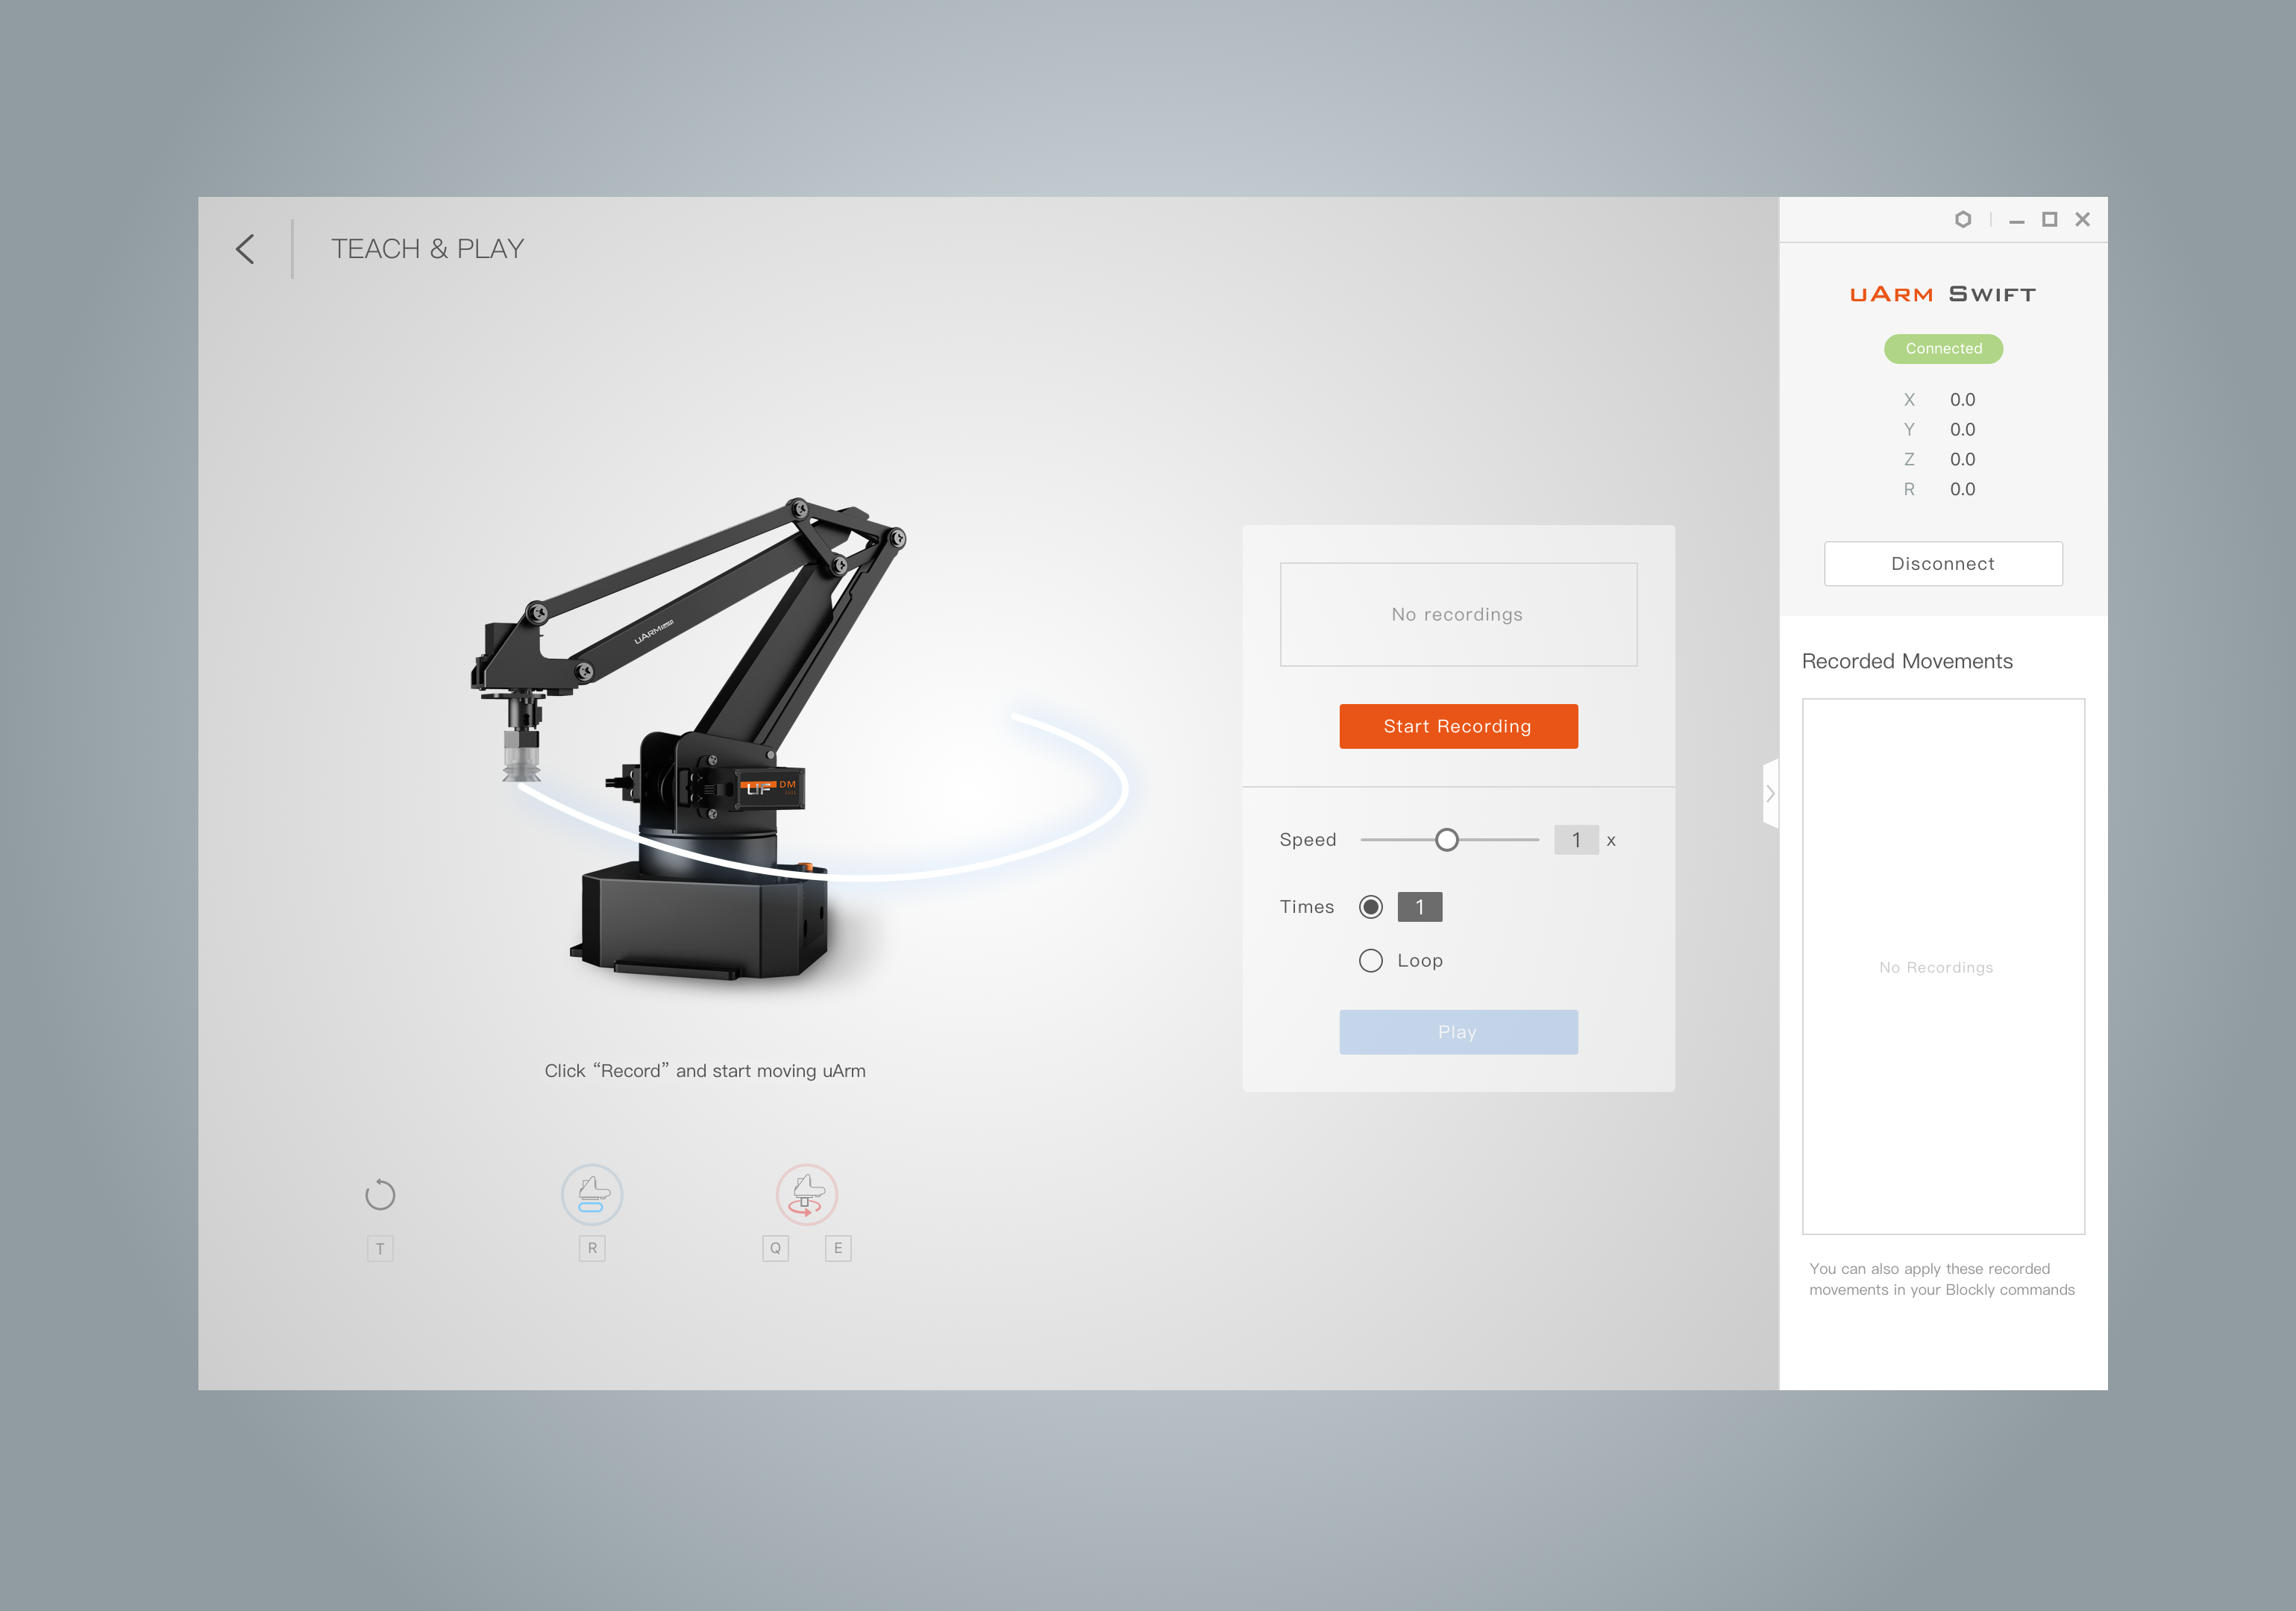 TEACH & PLAY
uArm Swift
Connected
X 0.0
Y 0.0
Z 0.0
R 0.0
Disconnect
No recordings
Start Recording
Speed 1 x
Times 1
Loop
Play
uArm
UF DM
Click “Record” and start moving uArm
T
R
Q E
Recorded Movements
No Recordings
You can also apply these recorded
movements in your Blockly commands